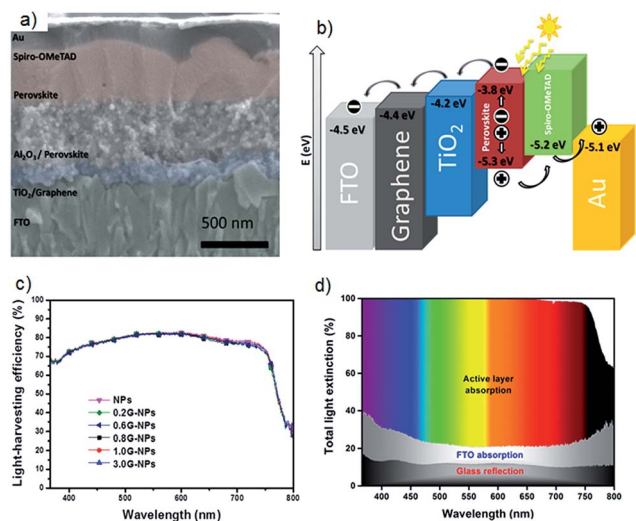 a)
Au
Spiro-OMeTAD
Perovskite
Al₂O₃/ Perovskite
TiO₂/Graphene
FTO
500 nm
b)
E (eV)
-4.5 eV
FTO
-4.4 eV
Graphene
-4.2 eV
TiO₂
-3.8 eV
Perovskite
-5.3 eV
Spiro-OMeTAD
-5.2 eV
-5.1 eV
Au
c)
Light-harvesting efficiency (%)
100
90
80
70
60
50
40
30
20
10
0
NPs
0.2G-NPs
0.6G-NPs
0.8G-NPs
1.0G-NPs
3.0G-NPs
400 500 600 700 800
Wavelength (nm)
d)
Total light extinction (%)
100
80
60
40
20
0
Active layer
absorption
FTO absorption
Glass reflection
400 450 500 550 600 650 700 750 800
Wavelength (nm)